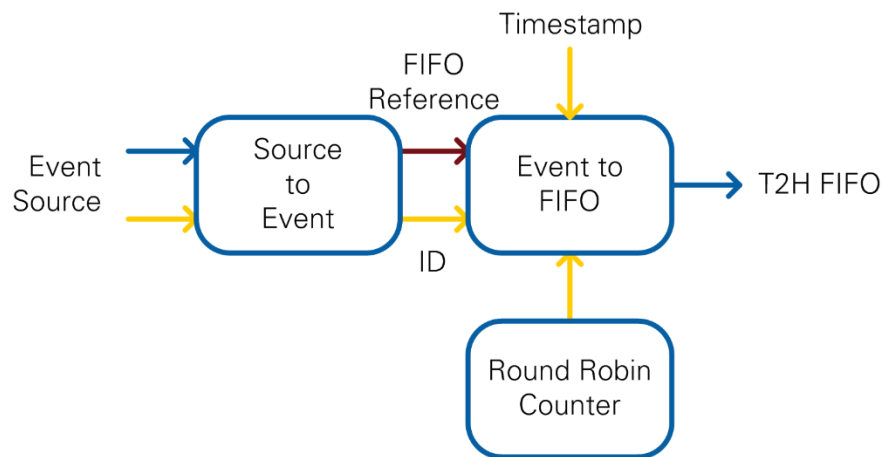 Timestamp
FIFO
Reference
Event
Source
Source
to
Event
Event to
FIFO
T2H FIFO
ID
Round Robin
Counter